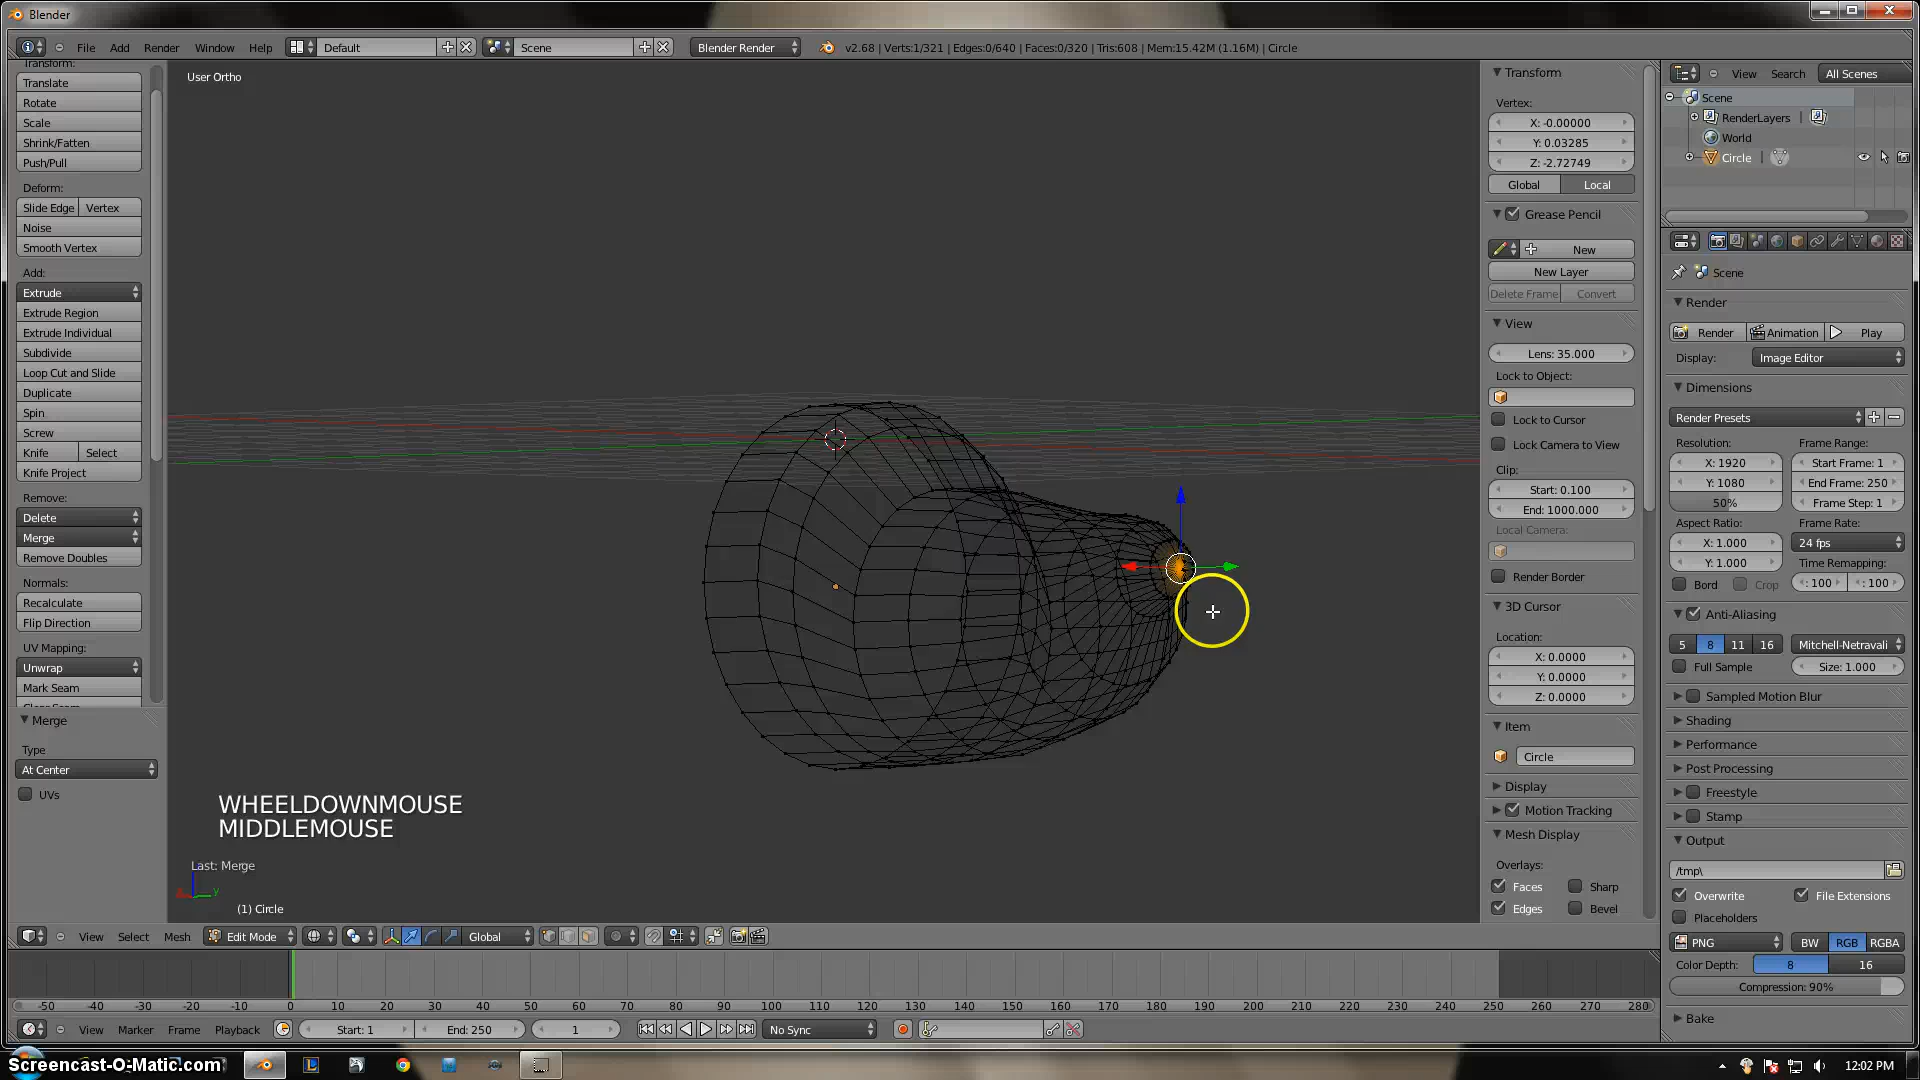 Blender
File Add Render Window Help Default Scene Blender Render v2.68 | Verts:1/321 | Edges:0/640 | Faces:0/320 | Tris:608 | Mem:15.42M (1.16M) | Circle
Transform:
Translate
Rotate
Scale
Shrink/Fatten
Push/Pull
Deform:
Slide Edge Vertex
Noise
Smooth Vertex
Add:
Extrude
Extrude Region
Extrude Individual
Subdivide
Loop Cut and Slide
Duplicate
Spin
Screw
Knife Select
Knife Project
Remove:
Delete
Merge
Remove Doubles
Normals:
Recalculate
Flip Direction
UV Mapping:
Unwrap
Mark Seam
Merge
Type
At Center
UVs
User Ortho
WHEELDOWNMOUSE
MIDDLEMOUSE
Last: Merge
y
(1) Circle
Transform
Vertex:
X: -0.00000
Y: 0.03285
Z: -2.72749
Global Local
Grease Pencil
New
New Layer
Delete Frame Convert
View
Lens: 35.000
Lock to Object:
Lock to Cursor
Lock Camera to View
Clip:
Start: 0.100
End: 1000.000
Local Camera:
Render Border
3D Cursor
Location:
X: 0.0000
Y: 0.0000
Z: 0.0000
Item
Circle
Display
Motion Tracking
Mesh Display
Overlays:
Faces Sharp
Edges Bevel
View Search All Scenes
Scene
RenderLayers
World
Circle
Scene
Render
Render Animation Play
Display: Image Editor
Dimensions
Render Presets
Resolution: Frame Range:
X: 1920 Start Frame: 1
Y: 1080 End Frame: 250
50% Frame Step: 1
Aspect Ratio: Frame Rate:
X: 1.000 24 fps
Y: 1.000 Time Remapping:
Bord Crop : 100 : 100
Anti-Aliasing
5 8 11 16 Mitchell-Netravali
Full Sample Size: 1.000
Sampled Motion Blur
Shading
Performance
Post Processing
Freestyle
Stamp
Output
/tmp\
Overwrite File Extensions
Placeholders
PNG BW RGB RGBA
Color Depth: 8 16
Compression: 90%
Bake
View Select Mesh Edit Mode Global
-50 -40 -30 -20 -10 0 10 20 30 40 50 60 70 80 90 100 110 120 130 140 150 160 170 180 190 200 210 220 230 240 250 260 270 280
View Marker Frame Playback Start: 1 End: 250 1 No Sync
Screencast-O-Matic.com
12:02 PM